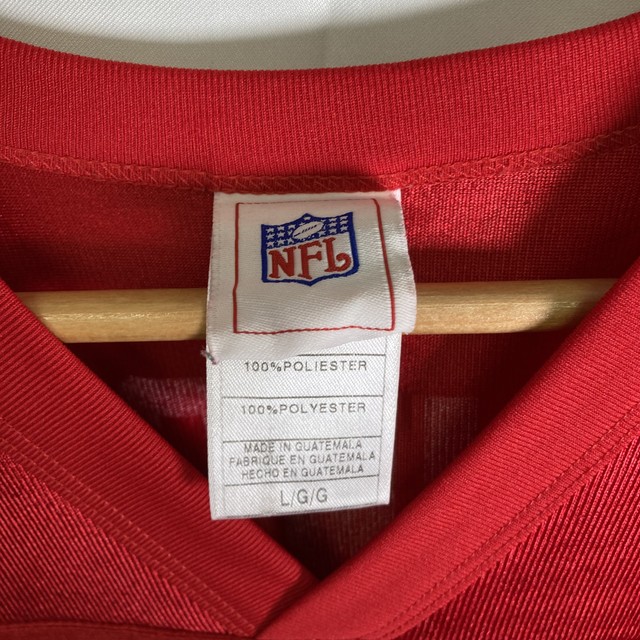 NFL
100%POLIESTER
100%POLYESTER
MADE IN GUATEMALA
FABRIQUE EN GUATEMALA
HECHO EN GUATEMALA
L/G/G